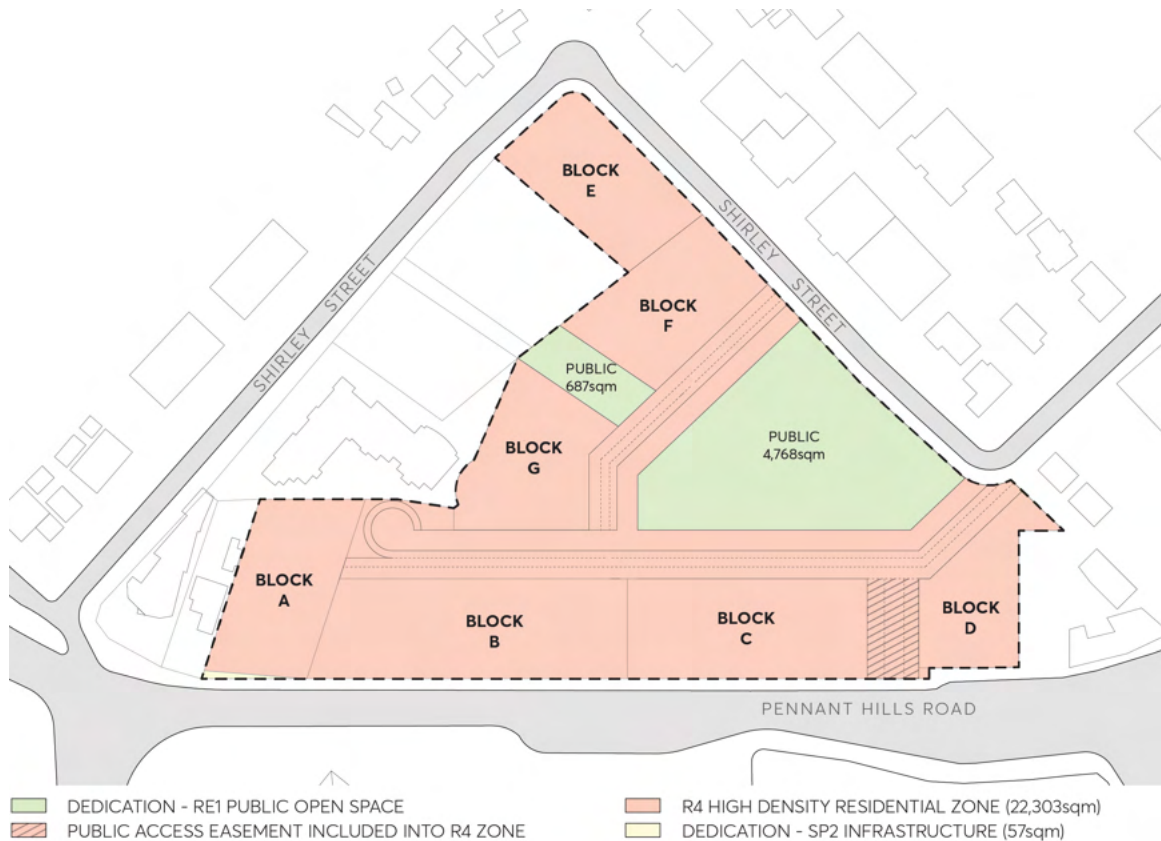 BLOCK
E
SHIRLEY STREET
SHIRLEY STREET
BLOCK
F
PUBLIC
687sqm
PUBLIC
4,768sqm
BLOCK
G
BLOCK
A
BLOCK
B
BLOCK
C
BLOCK
D
PENNANT HILLS ROAD
DEDICATION - RE1 PUBLIC OPEN SPACE
R4 HIGH DENSITY RESIDENTIAL ZONE (22,303sqm)
PUBLIC ACCESS EASEMENT INCLUDED INTO R4 ZONE
DEDICATION - SP2 INFRASTRUCTURE (57sqm)